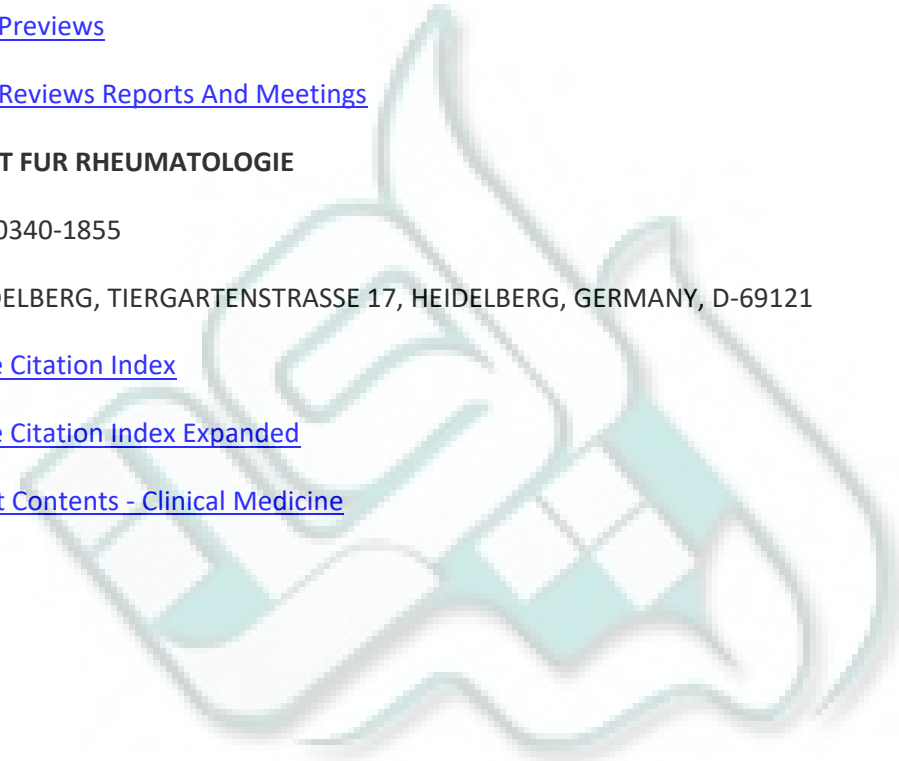 Previews
Reviews Reports And Meetings
T FUR RHEUMATOLOGIE
0340-1855
DELBERG, TIERGARTENSTRASSE 17, HEIDELBERG, GERMANY, D-69121
e Citation Index
e Citation Index Expanded
t Contents - Clinical Medicine